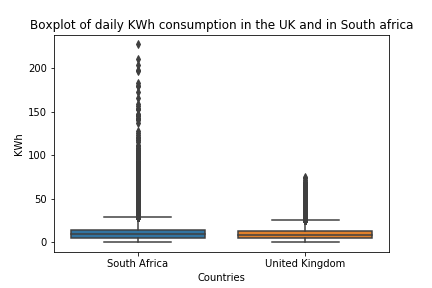 Boxplot of daily KWh consumption in the UK and in South africa
200
150
100
50
0
KWh
South Africa
United Kingdom
Countries